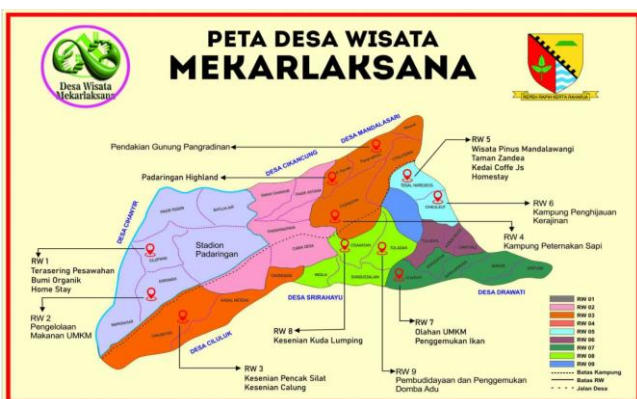 PETA DESA WISATA
MEKARLAKSANA
Desa Wisata
Mekarlaksana
REPEH RAPIH KERTA RAHARJA
Pendakian Gunung Pangradinan
Padaringan Highland
DESA CIKANCUNG
DESA MANDALASARI
RW 5
Wisata Pinus Mandalawangi
Taman Zandea
Kedai Coffe Js
Homestay
RW 6
Kampung Penghijauan
Kerajinan
RW 4
Kampung Peternakan Sapi
DESA CIHANYIR
Stadion
Padaringan
RW 1
Terasering Pesawahan
Bumi Organik
Home Stay
RW 2
Pengelolaan
Makanan UMKM
DESA SRIRAHAYU
DESA DRAWATI
DESA CILULUK
RW 8
Kesenian Kuda Lumping
RW 7
Olahan UMKM
Penggemukan Ikan
RW 3
Kesenian Pencak Silat
Kesenian Calung
RW 9
Pembudidayaan dan Penggemukan
Domba Adu
RW 01
RW 02
RW 03
RW 04
RW 05
RW 06
RW 07
RW 08
RW 09
Batas Kampung
Batas RW
Jalan Desa